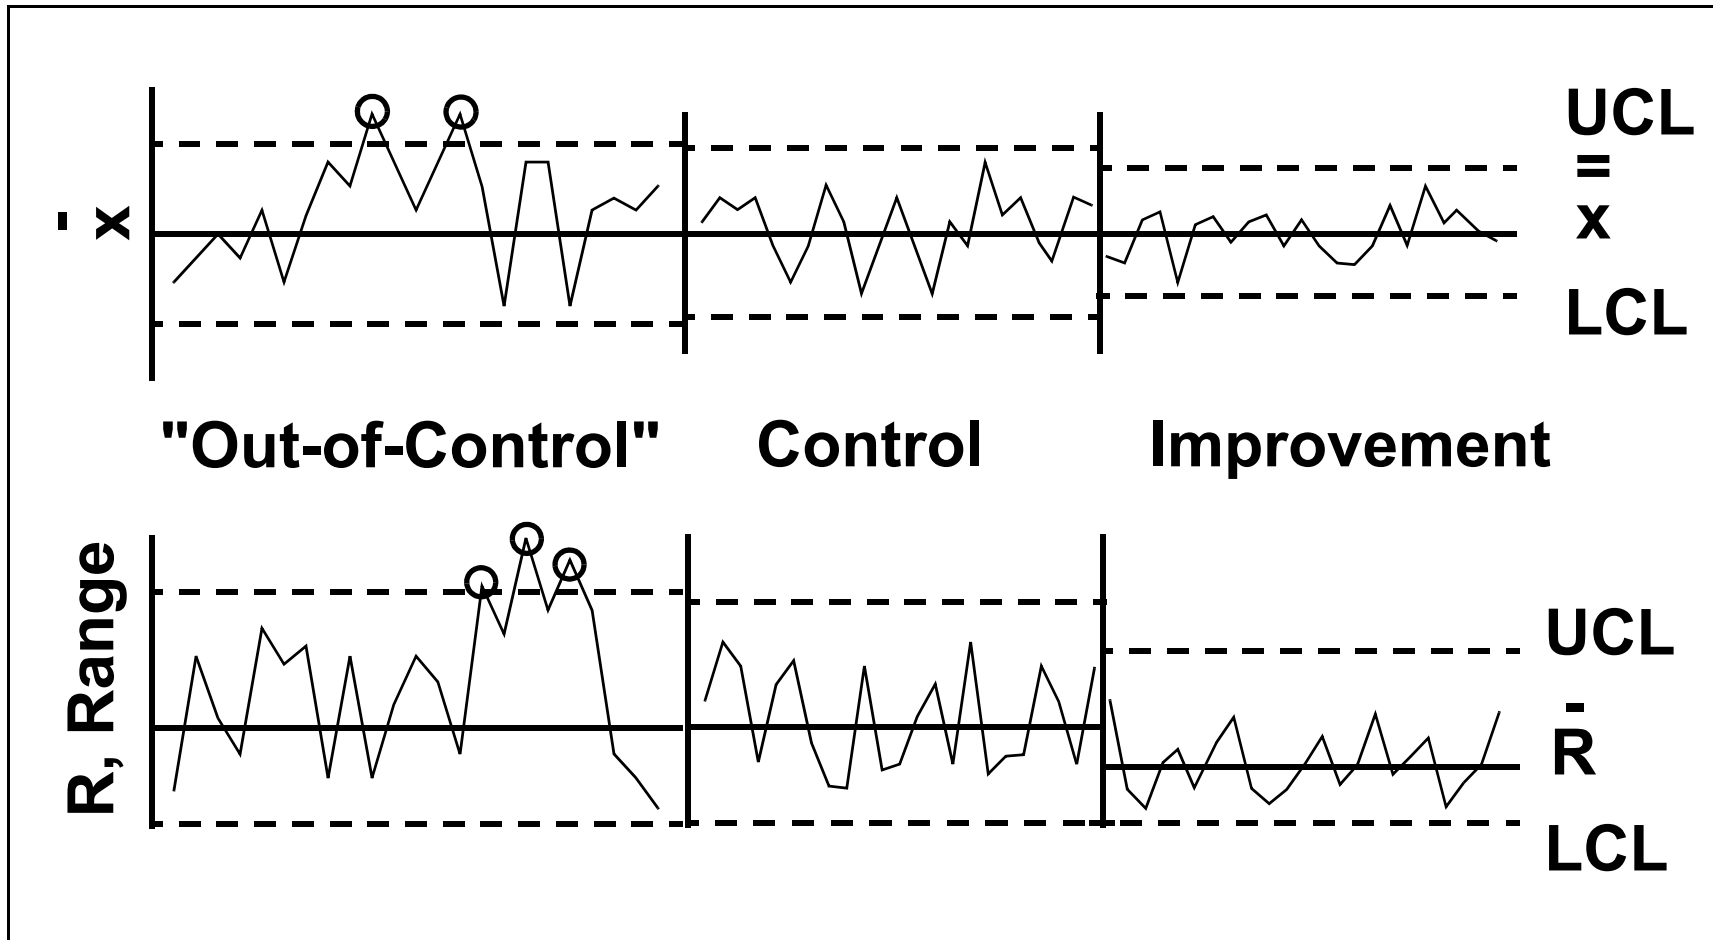 x̄
UCL
x̿
LCL
"Out-of-Control"
Control
Improvement
R, Range
UCL
R̄
LCL